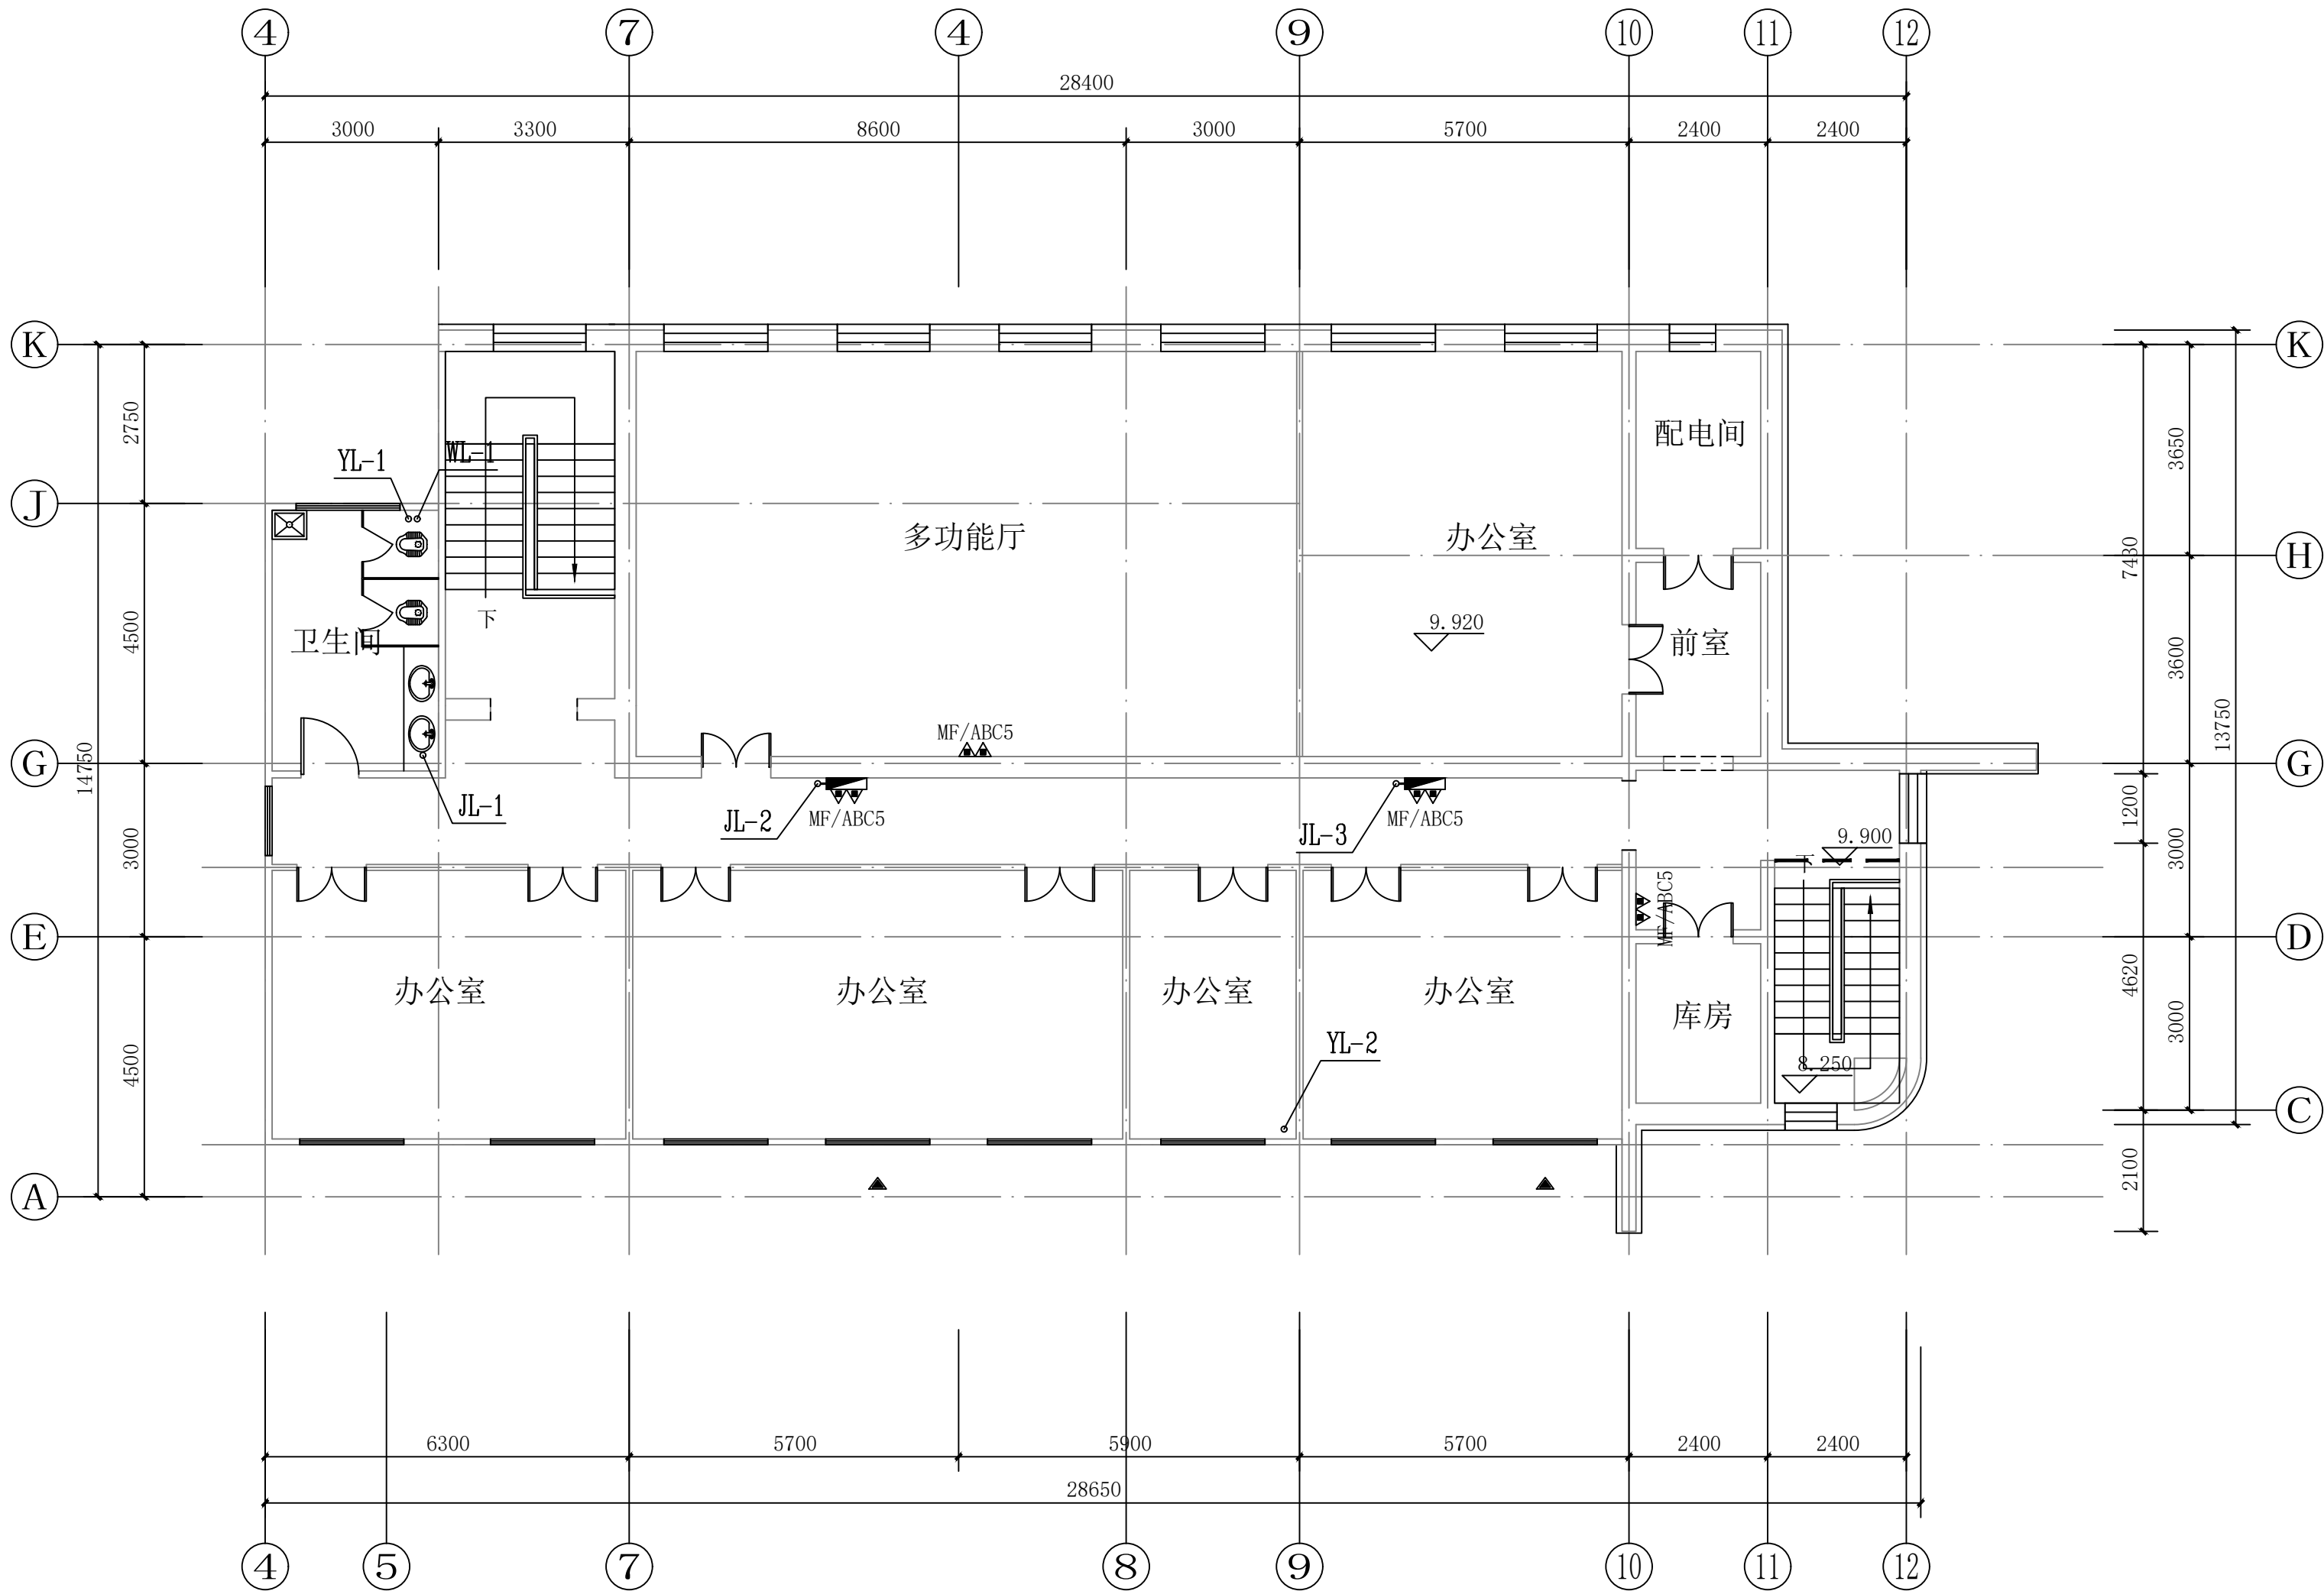 4 7 4 9 10 11 12
28400
3000 3300 8600 3000 5700 2400 2400
K K
2750
3650
配电间
YL-1 WL-1
J
多功能厅 办公室
H
7430
下
9.920
4500
卫生间
前室
3600
13750
MF/ABC5
G G
14750
JL-1
JL-2 MF/ABC5
JL-3 MF/ABC5
1200
9.900
下
3000
3000
MF/ABC5
E D
办公室 办公室 办公室 办公室
4620
库房
3000
YL-2
8.250
4500
C
2100
A
6300 5700 5900 5700 2400 2400
28650
4 5 7 8 9 10 11 12